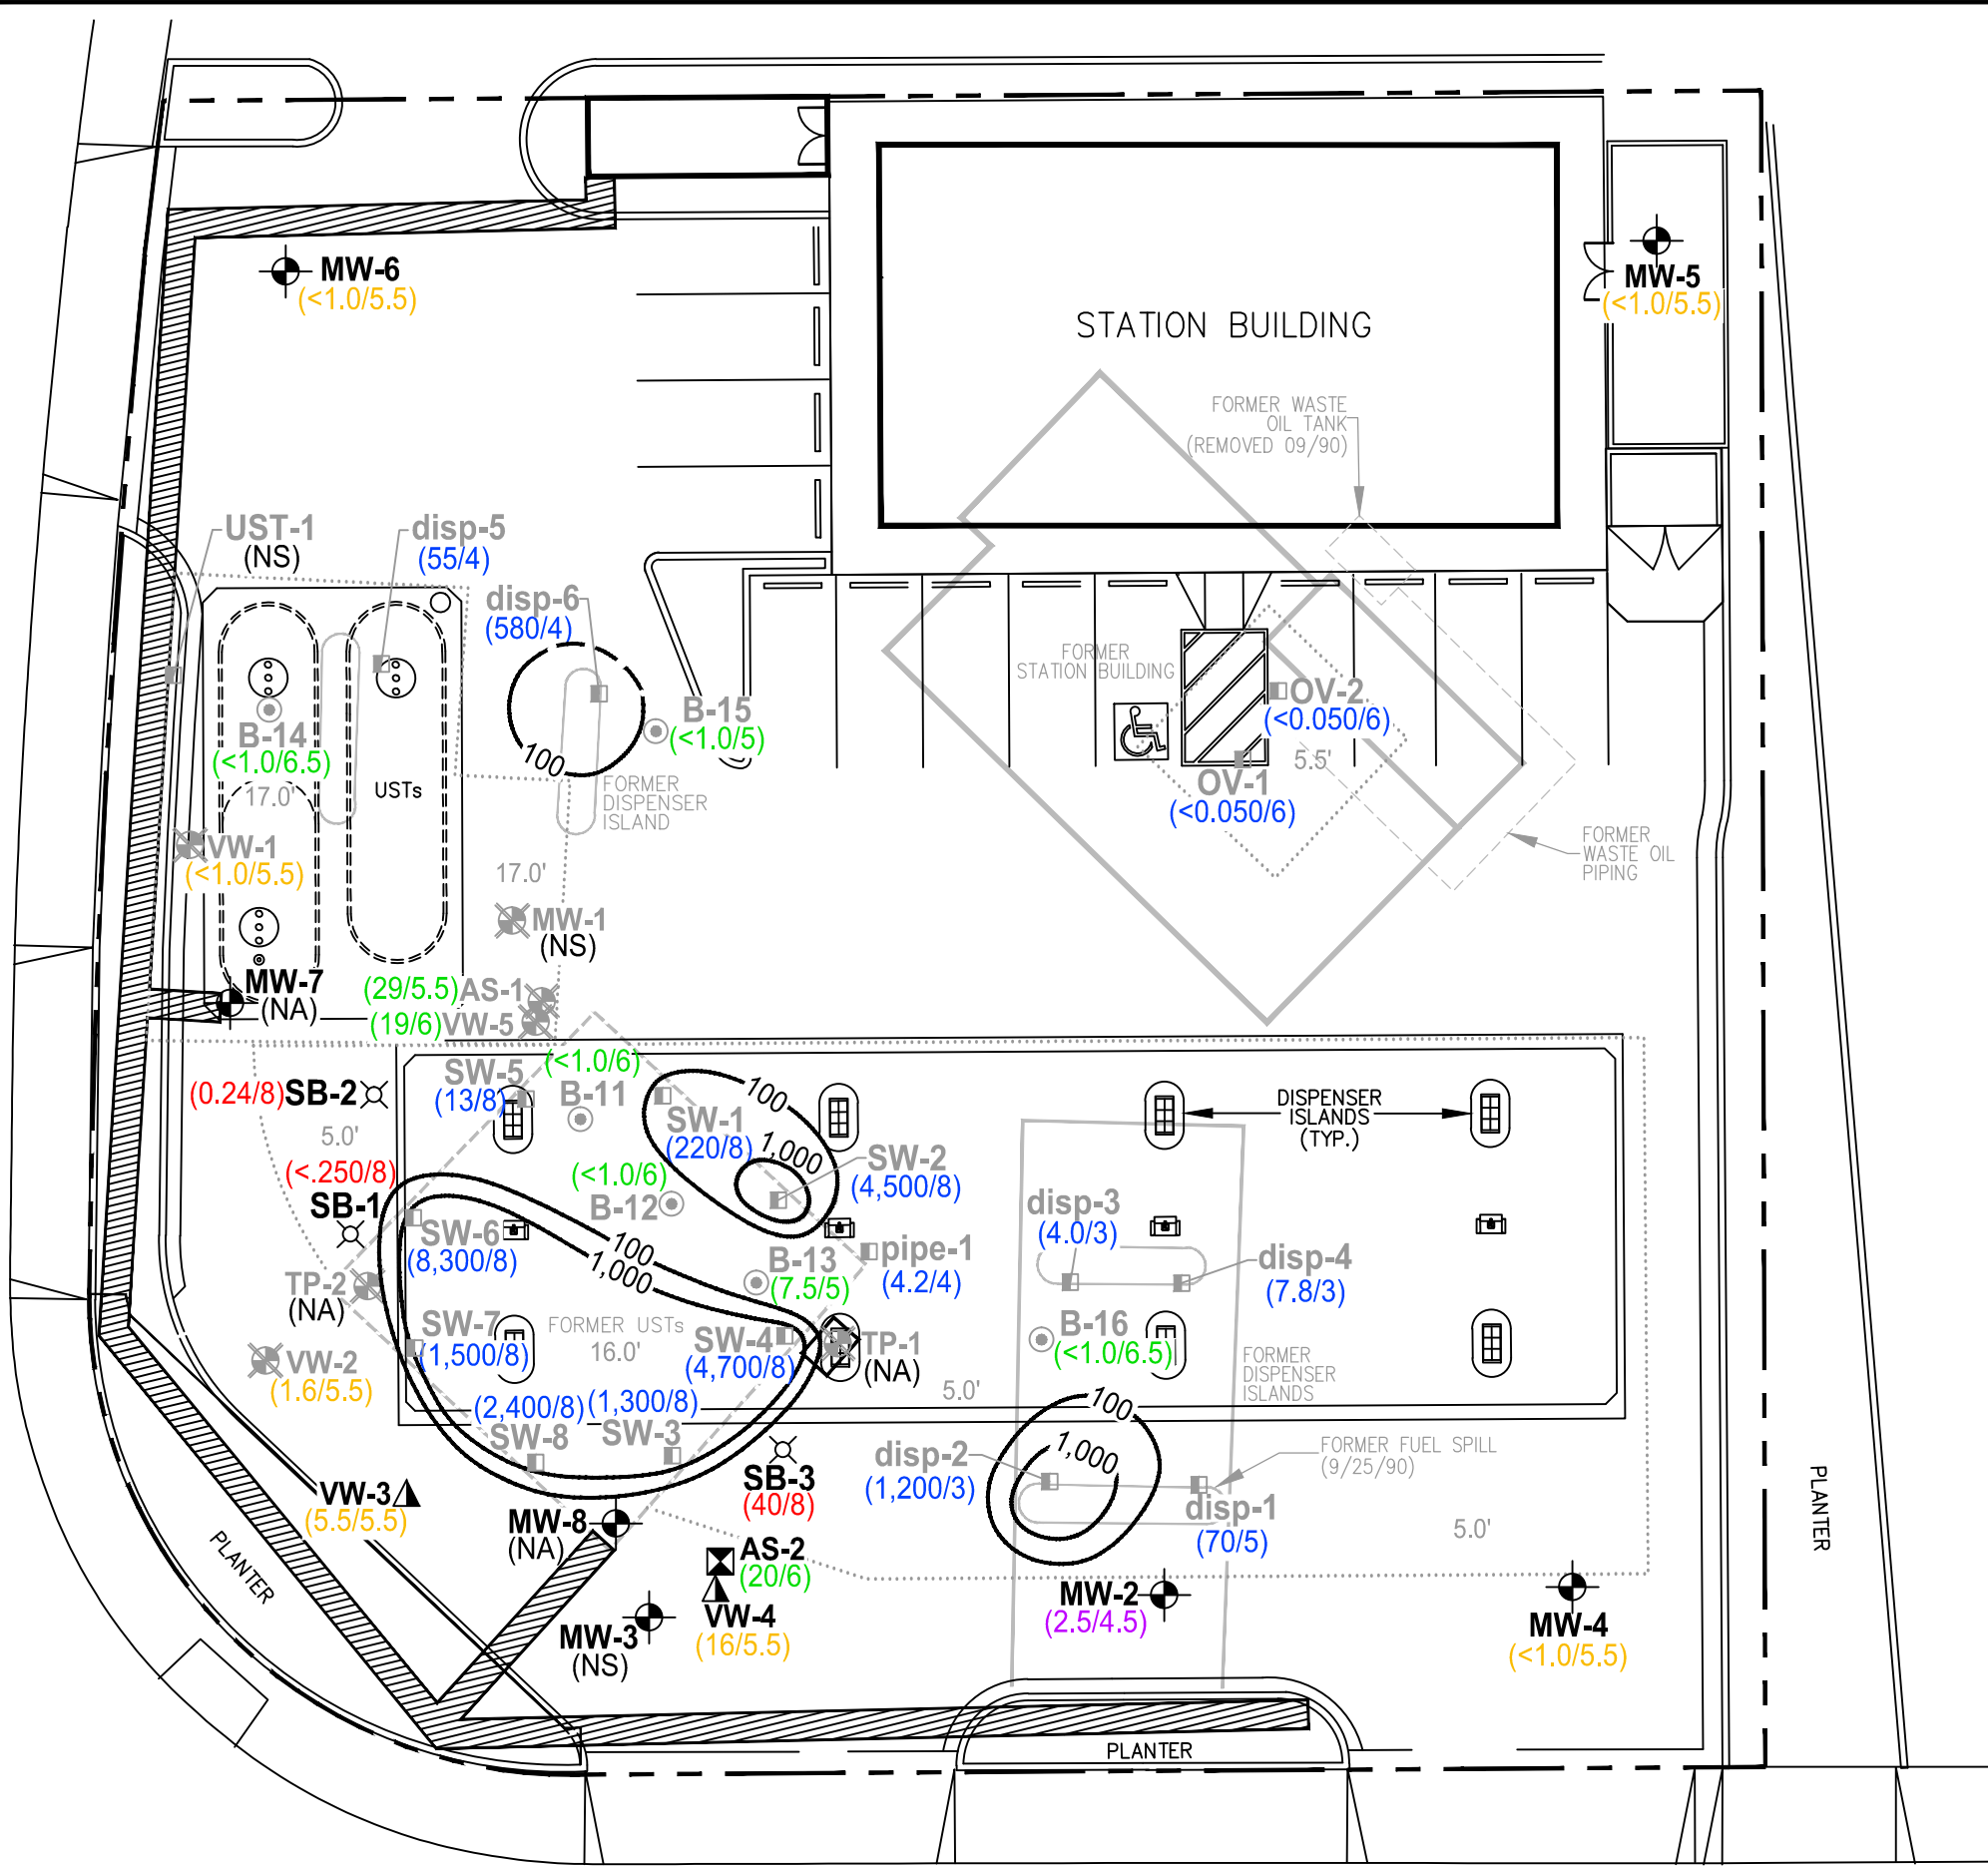 MW-6
(<1.0/5.5)
MW-5
(<1.0/5.5)
STATION BUILDING
FORMER WASTE
OIL TANK
(REMOVED 09/90)
UST-1
(NS)
disp-5
(55/4)
disp-6
(580/4)
100
B-15
(<1.0/5)
FORMER
STATION BUILDING
OV-2
(<0.050/6)
5.5'
OV-1
(<0.050/6)
B-14
(<1.0/6.5)
17.0'
USTs
FORMER
DISPENSER
ISLAND
FORMER
WASTE OIL
PIPING
VW-1
(<1.0/5.5)
17.0'
MW-1
(NS)
MW-7
(NA)
(29/5.5)
AS-1
(19/6)
VW-5
(<1.0/6)
B-11
SW-5
(13/8)
(0.24/8)
SB-2
5.0'
100
SW-1
(220/8)
1,000
SW-2
(4,500/8)
DISPENSER
ISLANDS
(TYP.)
(<.250/8)
SB-1
(<1.0/6)
B-12
SW-6
(8,300/8)
100
1,000
B-13
(7.5/5)
pipe-1
(4.2/4)
disp-3
(4.0/3)
disp-4
(7.8/3)
TP-2
(NA)
SW-7
(1,500/8)
FORMER USTs
16.0'
SW-4
(4,700/8)
TP-1
(NA)
B-16
(<1.0/6.5)
FORMER
DISPENSER
ISLANDS
VW-2
(1.6/5.5)
5.0'
(2,400/8)
(1,300/8)
SW-8
SW-3
100
1,000
SB-3
(40/8)
disp-2
(1,200/3)
FORMER FUEL SPILL
(9/25/90)
disp-1
(70/5)
5.0'
PLANTER
VW-3
(5.5/5.5)
MW-8
(NA)
AS-2
(20/6)
VW-4
(16/5.5)
MW-3
(NS)
MW-2
(2.5/4.5)
MW-4
(<1.0/5.5)
PLANTER
PLANTER